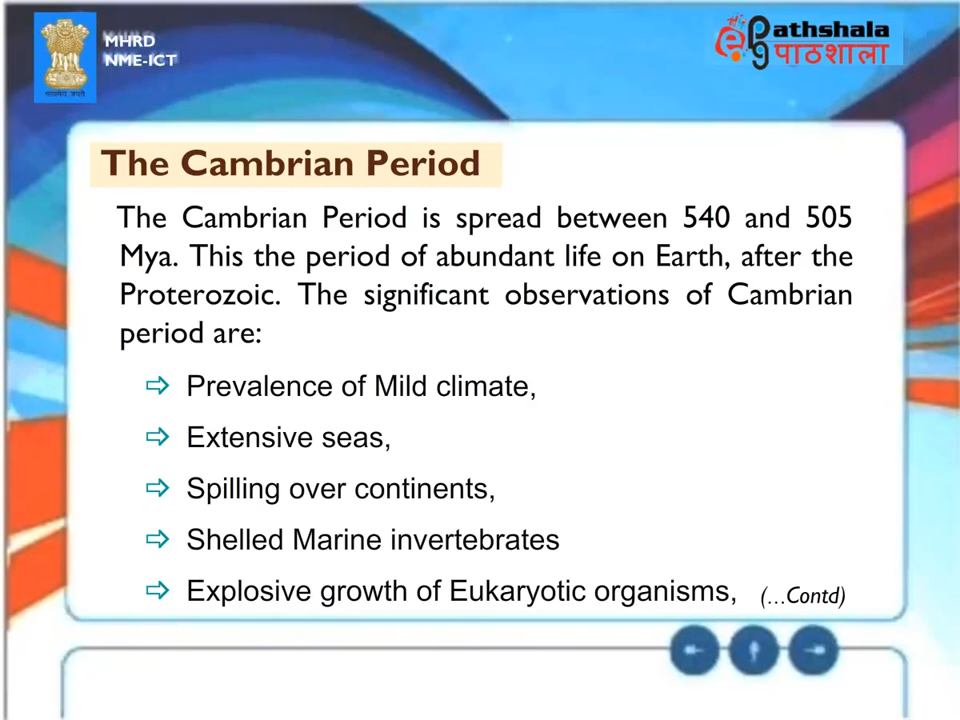 MHRD
NME-ICT
epg Pathshala
पाठशाला
The Cambrian Period
The Cambrian Period is spread between 540 and 505
Mya. This the period of abundant life on Earth, after the
Proterozoic. The significant observations of Cambrian
period are:
⇨ Prevalence of Mild climate,
⇨ Extensive seas,
⇨ Spilling over continents,
⇨ Shelled Marine invertebrates
⇨ Explosive growth of Eukaryotic organisms, (...Contd)